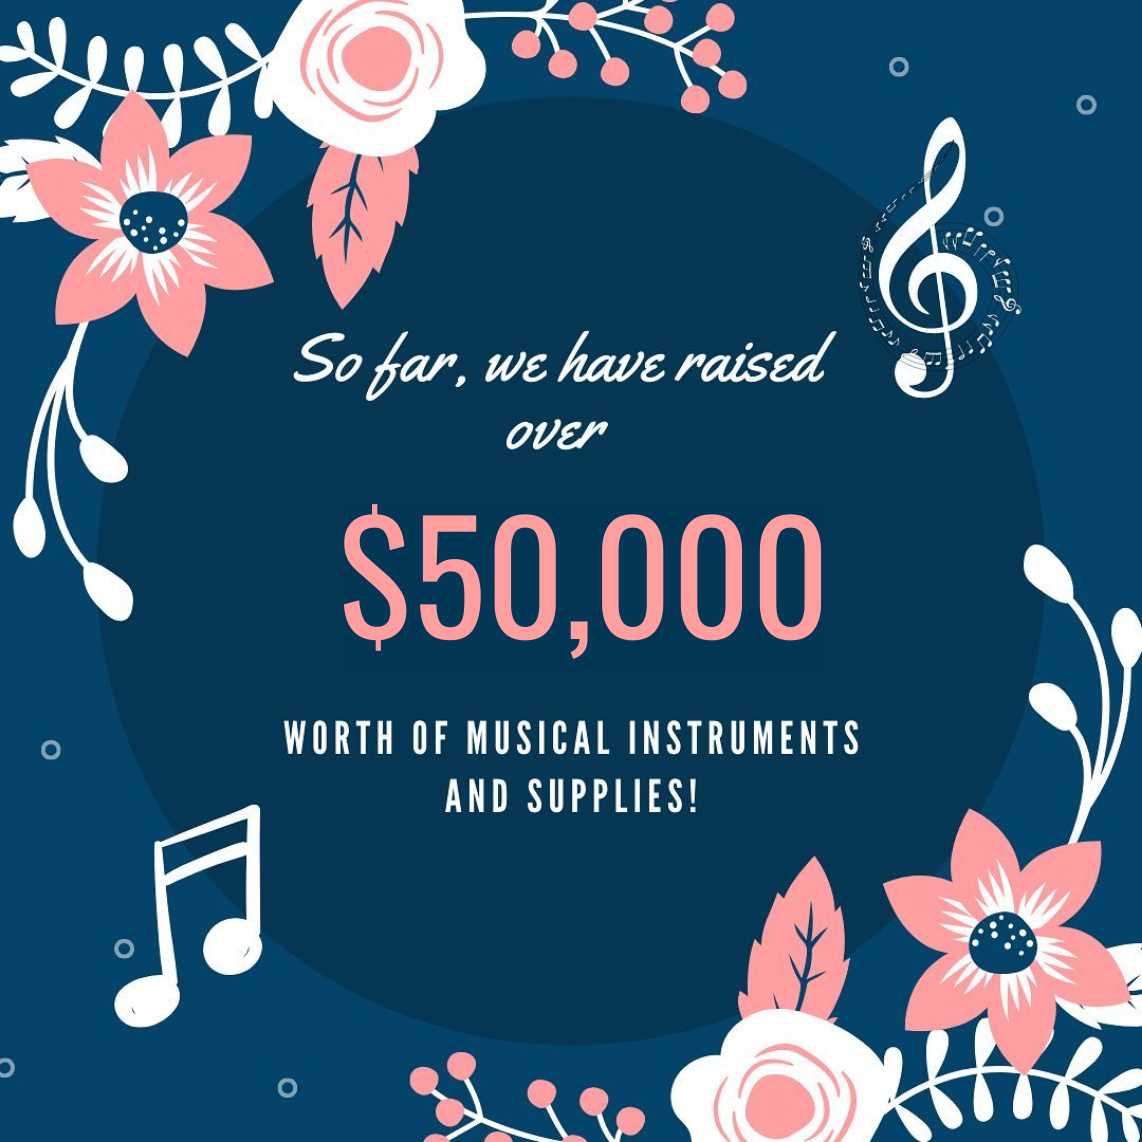 So far, we have raised
over
$50,000
WORTH OF MUSICAL INSTRUMENTS
AND SUPPLIES!